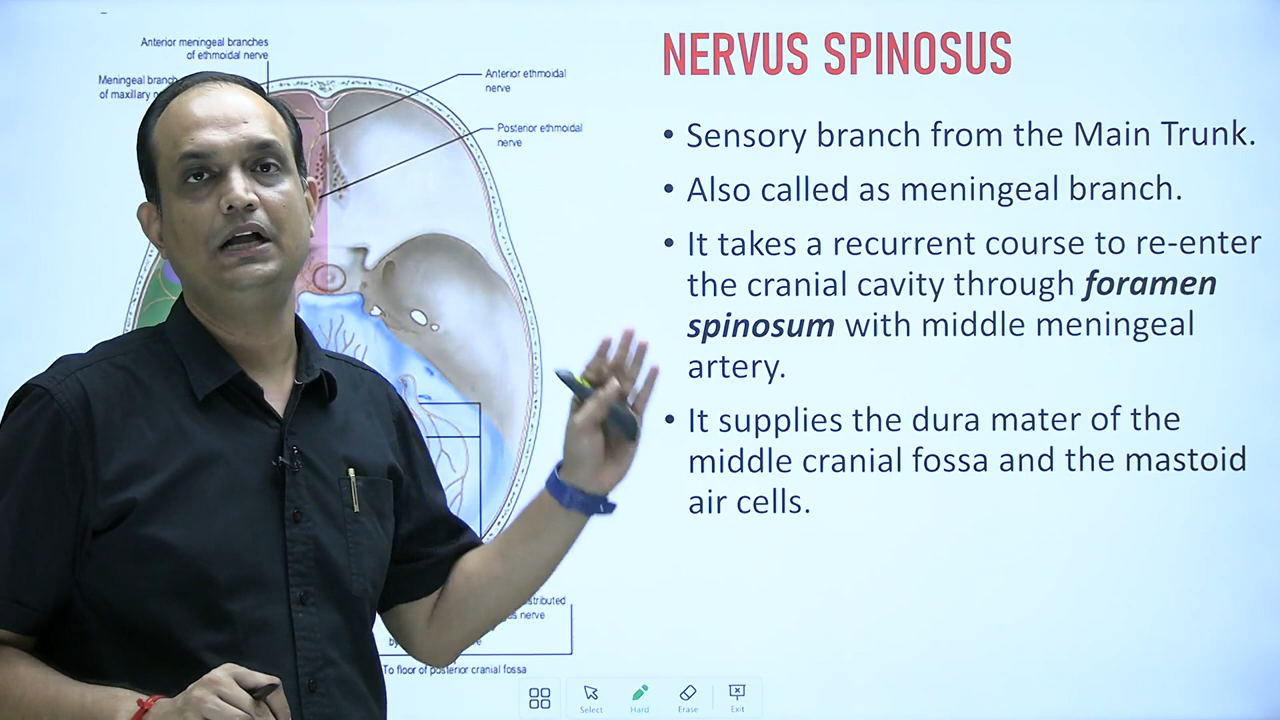 Anterior meningeal branches
of ethmoidal nerve
Meningeal branch
of maxillary
Anterior ethmoidal
nerve
Posterior ethmoidal
nerve
To floor of posterior cranial fossa
NERVUS SPINOSUS
• Sensory branch from the Main Trunk.
• Also called as meningeal branch.
• It takes a recurrent course to re-enter
the cranial cavity through foramen
spinosum with middle meningeal
artery.
• It supplies the dura mater of the
middle cranial fossa and the mastoid
air cells.
nerve
Select
Hard
Erase
Exit